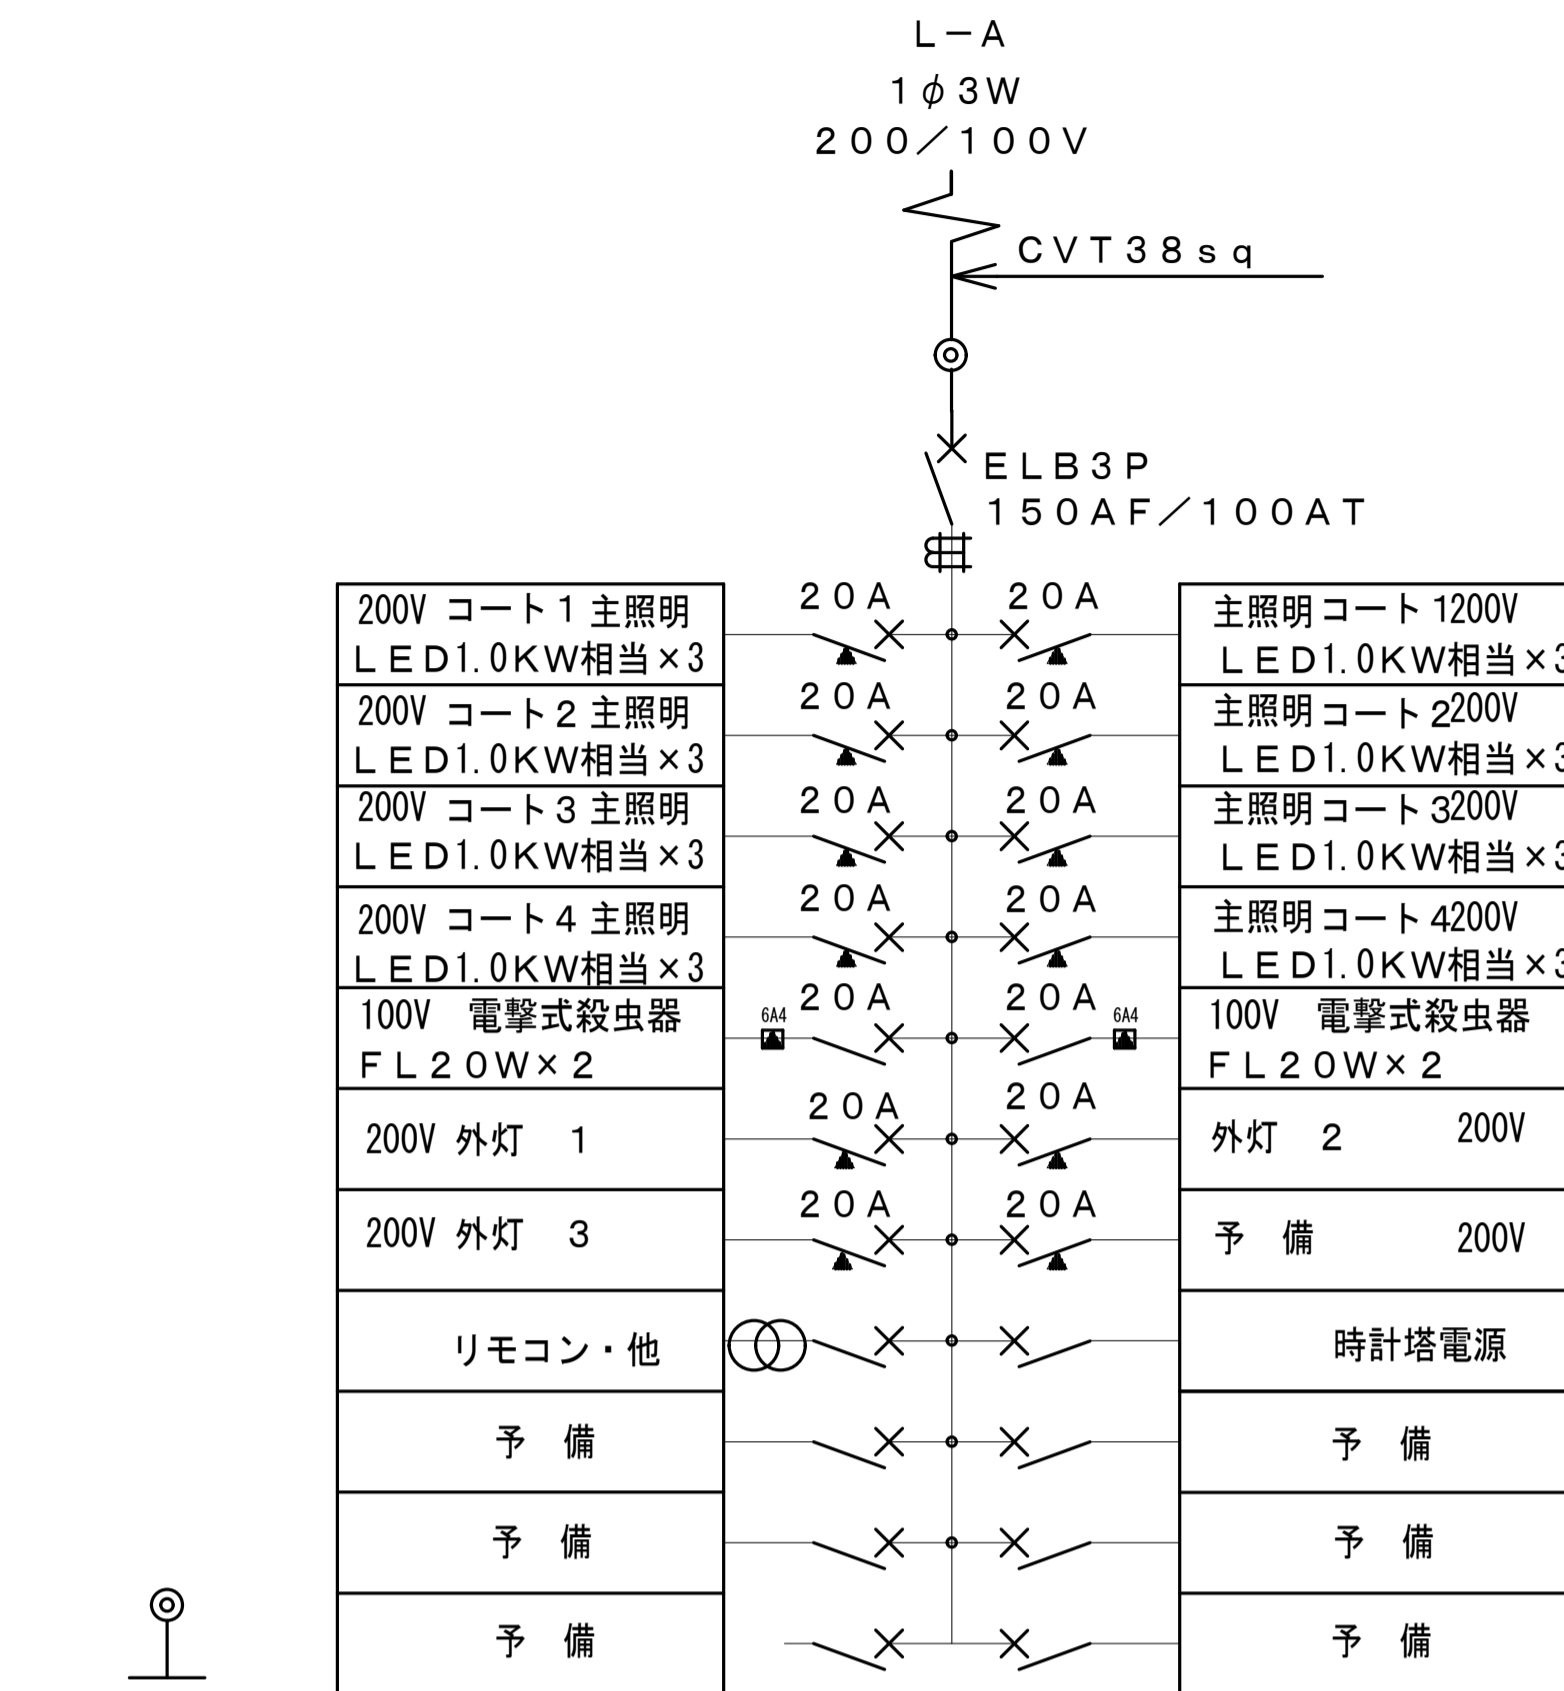 L－A
1φ3W
200／100V
CVT38sq
ELB3P
150AF／100AT
200V コート1 主照明
LED1.0KW相当×3
20A
20A
主照明コート1200V
LED1.0KW相当×3
200V コート2 主照明
LED1.0KW相当×3
20A
20A
主照明コート2200V
LED1.0KW相当×3
200V コート3 主照明
LED1.0KW相当×3
20A
20A
主照明コート3200V
LED1.0KW相当×3
200V コート4 主照明
LED1.0KW相当×3
20A
20A
主照明コート4200V
LED1.0KW相当×3
100V 電撃式殺虫器
FL20W×2
6A4
20A
20A
6A4
100V 電撃式殺虫器
FL20W×2
200V 外灯 1
20A
20A
外灯 2 200V
200V 外灯 3
20A
20A
予 備 200V
リモコン・他
時計塔電源
予 備
予 備
予 備
予 備
予 備
予 備